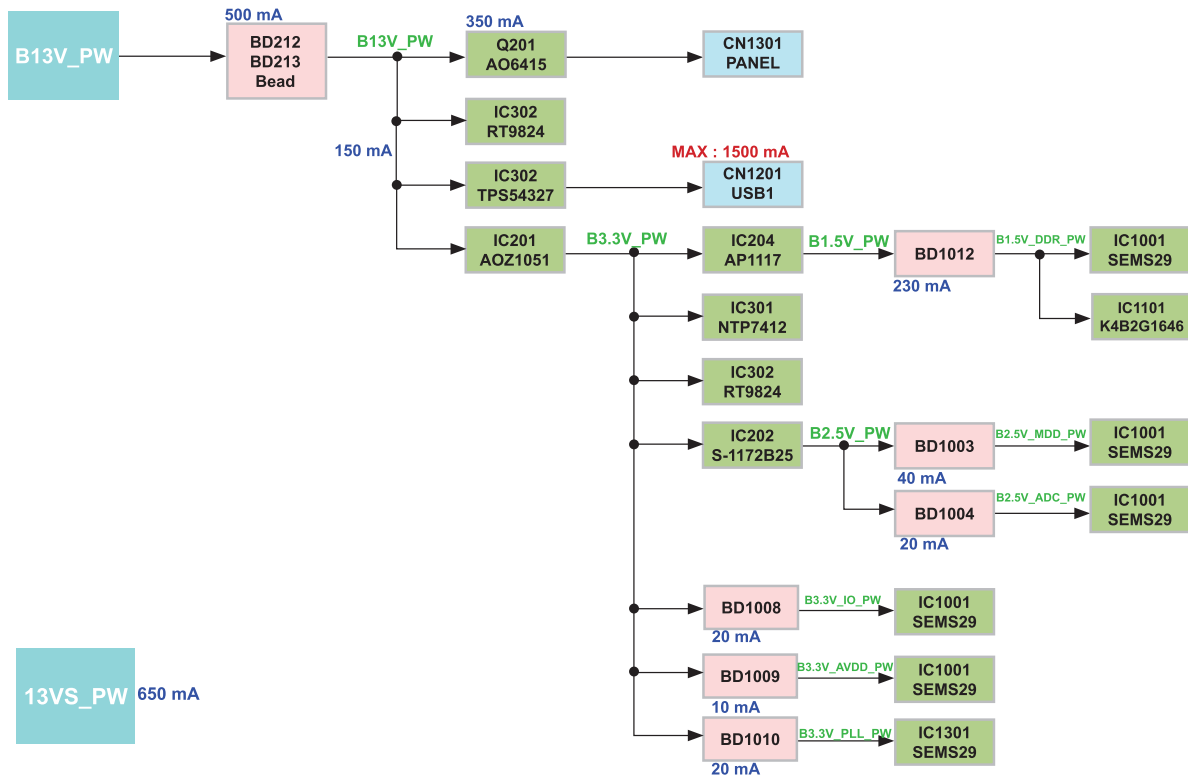 500 mA
350 mA
B13V_PW
BD212
BD213
Bead
B13V_PW
Q201
AO6415
CN1301
PANEL
IC302
RT9824
150 mA
MAX : 1500 mA
IC302
TPS54327
CN1201
USB1
IC201
AOZ1051
B3.3V_PW
IC204
AP1117
B1.5V_PW
BD1012
230 mA
B1.5V_DDR_PW
IC1001
SEMS29
IC301
NTP7412
IC1101
K4B2G1646
IC302
RT9824
IC202
S-1172B25
B2.5V_PW
BD1003
40 mA
B2.5V_MDD_PW
IC1001
SEMS29
BD1004
20 mA
B2.5V_ADC_PW
IC1001
SEMS29
BD1008
20 mA
B3.3V_IO_PW
IC1001
SEMS29
13VS_PW
650 mA
BD1009
10 mA
B3.3V_AVDD_PW
IC1001
SEMS29
BD1010
20 mA
B3.3V_PLL_PW
IC1301
SEMS29